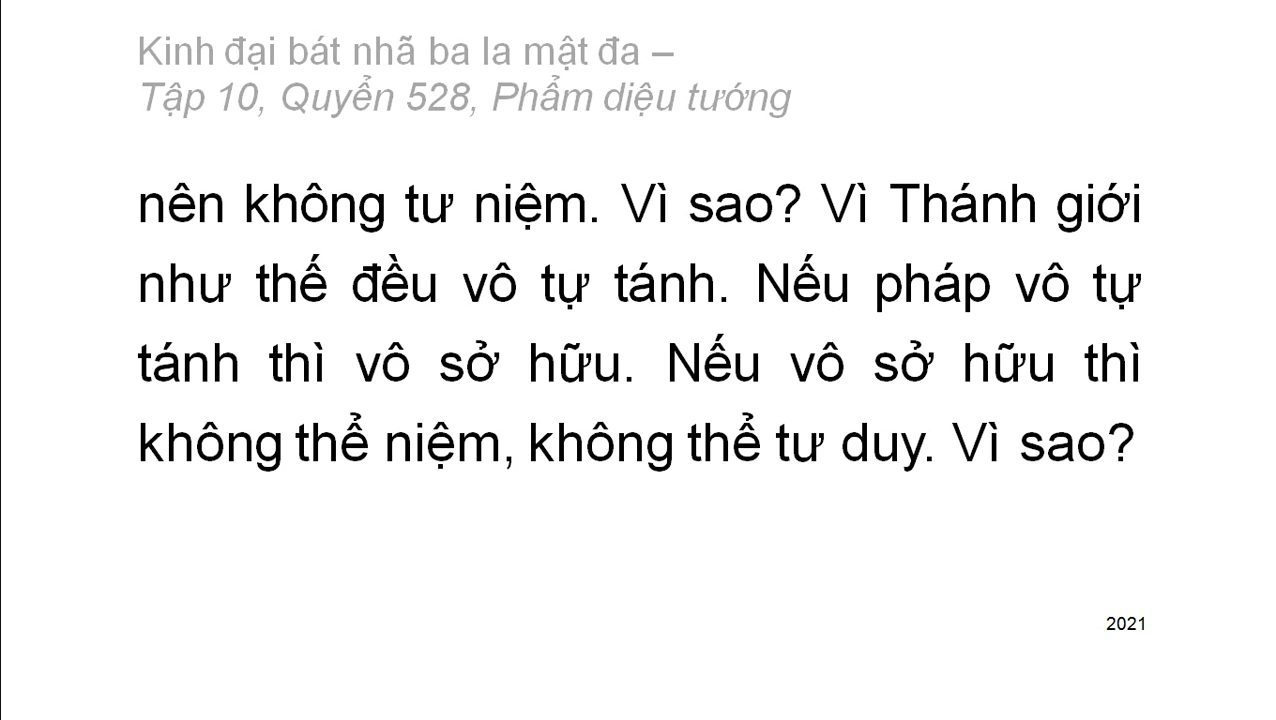 Kinh đại bát nhã ba la mật đa –
Tập 10, Quyển 528, Phẩm diệu tướng
nên không tư niệm. Vì sao? Vì Thánh giới
như thế đều vô tự tánh. Nếu pháp vô tự
tánh thì vô sở hữu. Nếu vô sở hữu thì
không thể niệm, không thể tư duy. Vì sao?
2021